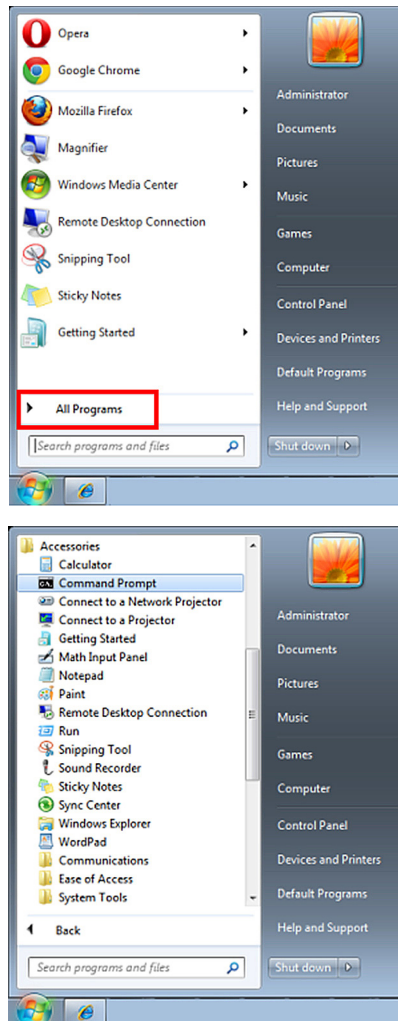 Opera
Google Chrome
Mozilla Firefox
Magnifier
Windows Media Center
Remote Desktop Connection
Snipping Tool
Sticky Notes
Getting Started
All Programs
Search programs and files
Administrator
Documents
Pictures
Music
Games
Computer
Control Panel
Devices and Printers
Default Programs
Help and Support
Shut down
Accessories
Calculator
Command Prompt
Connect to a Network Projector
Connect to a Projector
Getting Started
Math Input Panel
Notepad
Paint
Remote Desktop Connection
Run
Snipping Tool
Sound Recorder
Sticky Notes
Sync Center
Windows Explorer
WordPad
Communications
Ease of Access
System Tools
Back
Search programs and files
Administrator
Documents
Pictures
Music
Games
Computer
Control Panel
Devices and Printers
Default Programs
Help and Support
Shut down